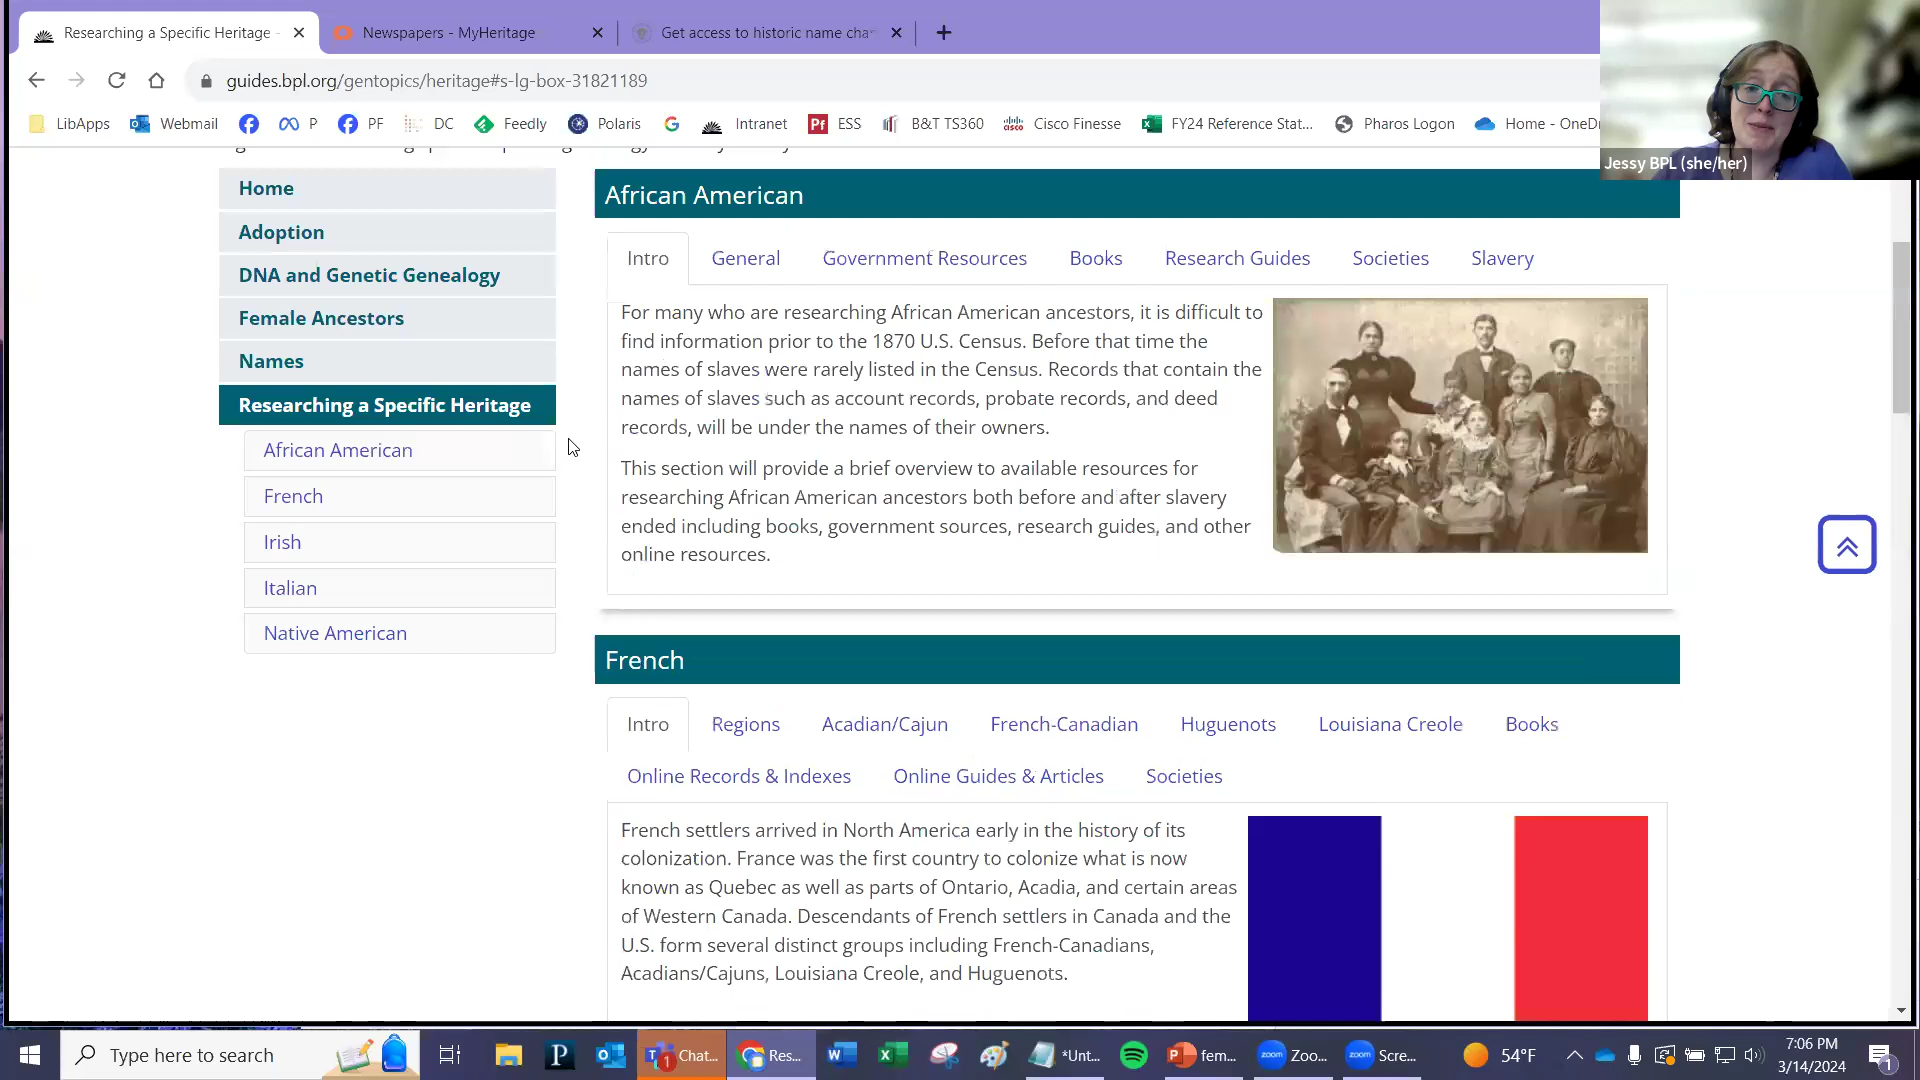 Researching a Specific Heritage -
Newspapers - MyHeritage
Get access to historic name cha
guides.bpl.org/gentopics/heritage#s-lg-box-31821189
LibApps
Webmail
P
PF
DC
Feedly
Polaris
Intranet
Pf ESS
B&T TS360
Cisco Finesse
FY24 Reference Stat...
Pharos Logon
Home - OneDr
Jessy BPL (she/her)
Home
Adoption
DNA and Genetic Genealogy
Female Ancestors
Names
Researching a Specific Heritage
African American
French
Irish
Italian
Native American
African American
Intro General Government Resources Books Research Guides Societies Slavery
For many who are researching African American ancestors, it is difficult to
find information prior to the 1870 U.S. Census. Before that time the
names of slaves were rarely listed in the Census. Records that contain the
names of slaves such as account records, probate records, and deed
records, will be under the names of their owners.
This section will provide a brief overview to available resources for
researching African American ancestors both before and after slavery
ended including books, government sources, research guides, and other
online resources.
French
Intro Regions Acadian/Cajun French-Canadian Huguenots Louisiana Creole Books
Online Records & Indexes Online Guides & Articles Societies
French settlers arrived in North America early in the history of its
colonization. France was the first country to colonize what is now
known as Quebec as well as parts of Ontario, Acadia, and certain areas
of Western Canada. Descendants of French settlers in Canada and the
U.S. form several distinct groups including French-Canadians,
Acadians/Cajuns, Louisiana Creole, and Huguenots.
Type here to search
Chat...
Res...
*Unt...
fem...
Zoo...
Scre...
54°F
7:06 PM
3/14/2024
1